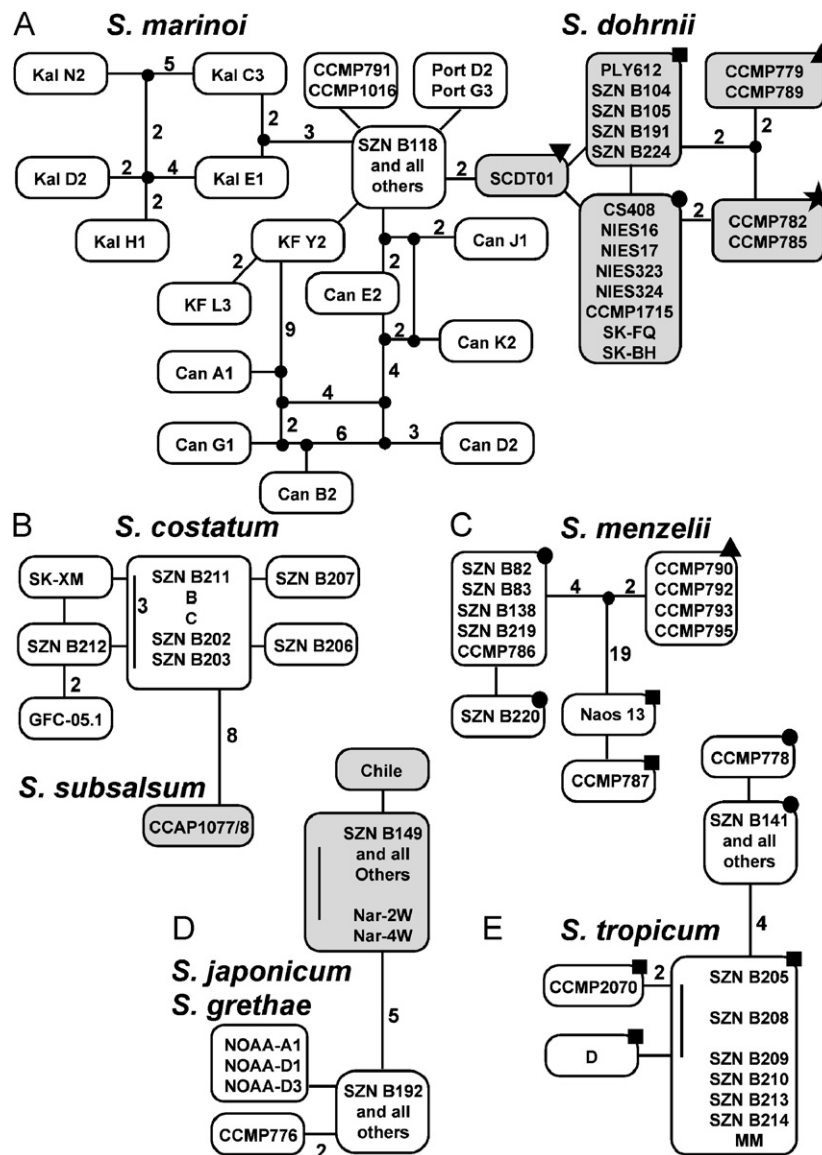 A
S. marinoi
S. dohrnii
Kal N2
5
Kal C3
CCMP791
CCMP1016
Port D2
Port G3
PLY612
SZN B104
SZN B105
SZN B191
SZN B224
CCMP779
CCMP789
2
2
3
SZN B118
and all
others
2
SCDT01
2
2
Kal D2
2
4
Kal E1
2
Kal H1
CS408
NIES16
NIES17
NIES323
NIES324
CCMP1715
SK-FQ
SK-BH
2
CCMP782
CCMP785
KF Y2
2
KF L3
2
Can J1
2
Can E2
9
2
Can K2
Can A1
4
4
2
Can G1
6
3
Can D2
Can B2
B
S. costatum
SK-XM
3
SZN B211
B
C
SZN B202
SZN B203
SZN B207
SZN B212
SZN B206
2
GFC-05.1
8
S. subsalsum
CCAP1077/8
C
S. menzelii
SZN B82
SZN B83
SZN B138
SZN B219
CCMP786
4
2
CCMP790
CCMP792
CCMP793
CCMP795
19
SZN B220
Naos 13
CCMP787
Chile
SZN B149
and all
Others
Nar-2W
Nar-4W
D
S. japonicum
S. grethae
5
NOAA-A1
NOAA-D1
NOAA-D3
SZN B192
and all
others
CCMP776
2
CCMP778
SZN B141
and all
others
4
E
S. tropicum
CCMP2070
2
D
SZN B205
SZN B208
SZN B209
SZN B210
SZN B213
SZN B214
MM